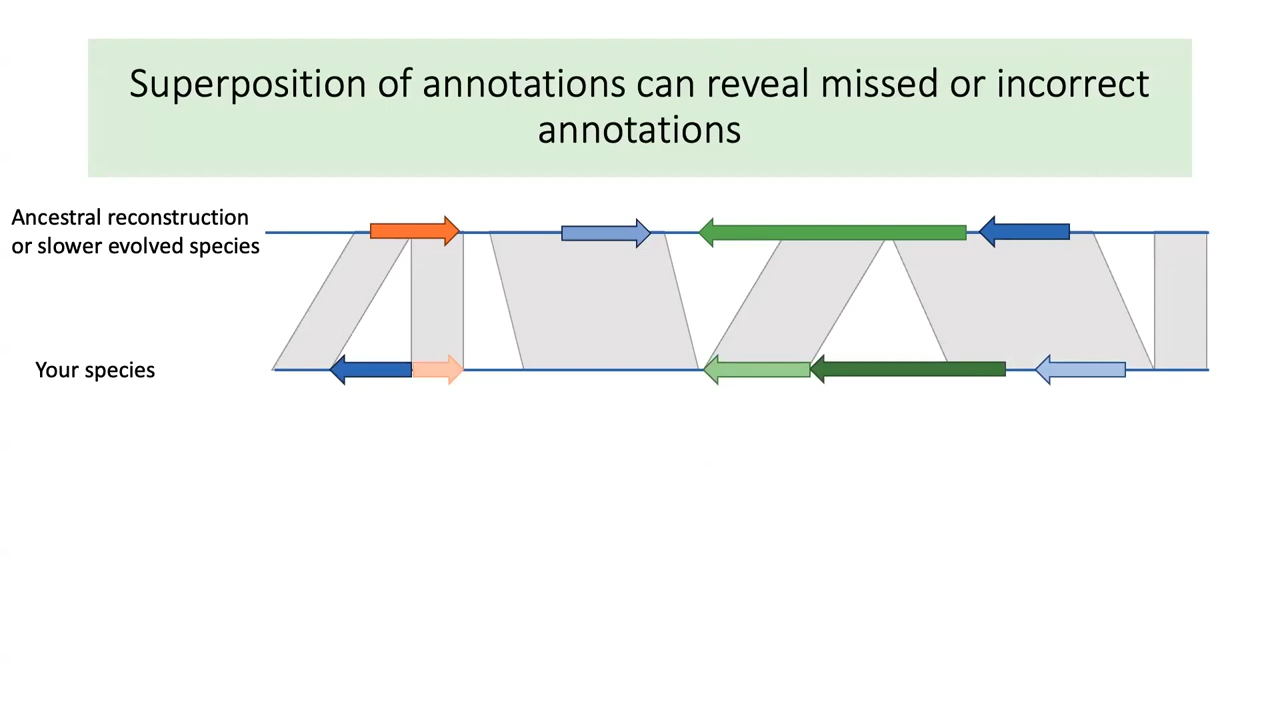 Superposition of annotations can reveal missed or incorrect
annotations
Ancestral reconstruction
or slower evolved species
Your species